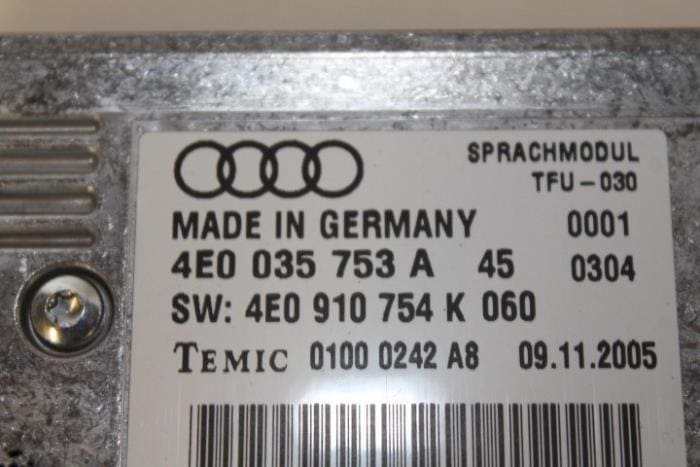 SPRACHMODUL
TFU-030
MADE IN GERMANY 0001
4E0 035 753 A 45 0304
SW: 4E0 910 754 K 060
TEMIC 0100 0242 A8 09.11.2005